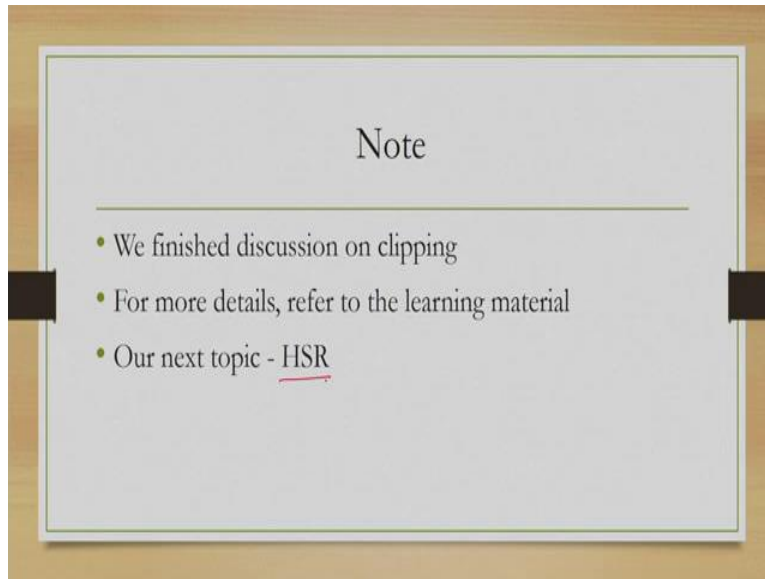 Note
• We finished discussion on clipping
• For more details, refer to the learning material
• Our next topic - HSR